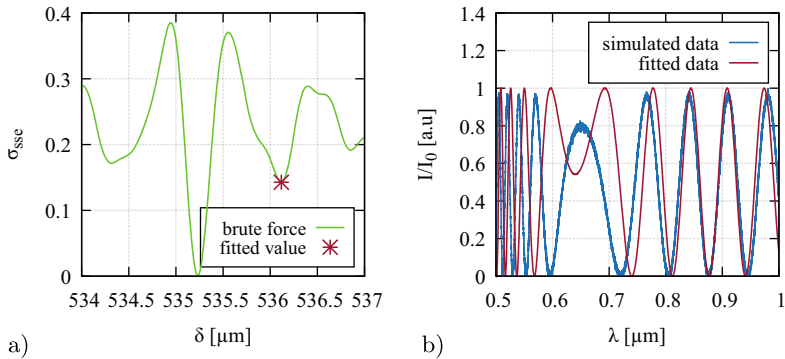 0.4
0.3
0.2
0.1
0
σsse
brute force
fitted value
534 534.5 535 535.5 536 536.5 537
δ [µm]
a)
1.4
1.2
1
0.8
0.6
0.4
0.2
0
I/I0 [a.u]
simulated data
fitted data
0.5 0.6 0.7 0.8 0.9 1
λ [µm]
b)